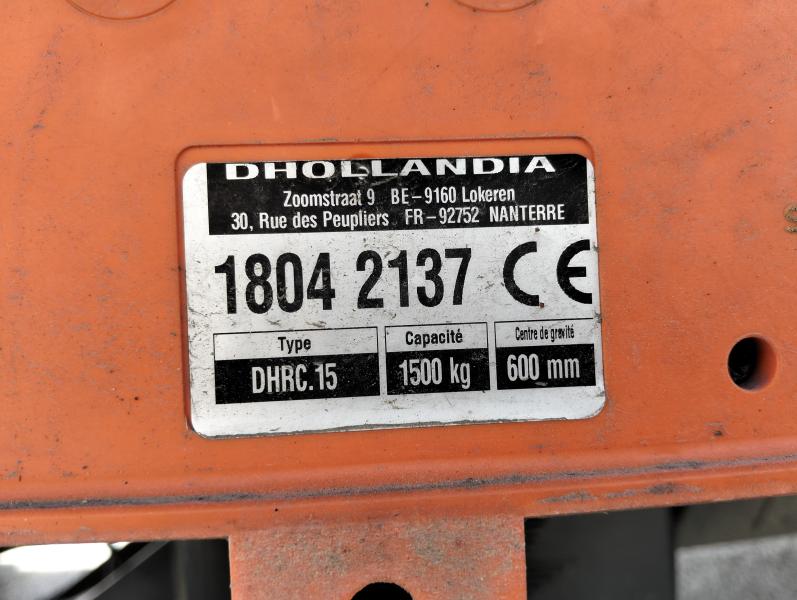 DHOLLANDIA
Zoomstraat 9 BE-9160 Lokeren
30, Rue des Peupliers FR-92752 NANTERRE
1804 2137 CE
Type Capacité Centre de gravité
DHRC.15 1500 kg 600 mm